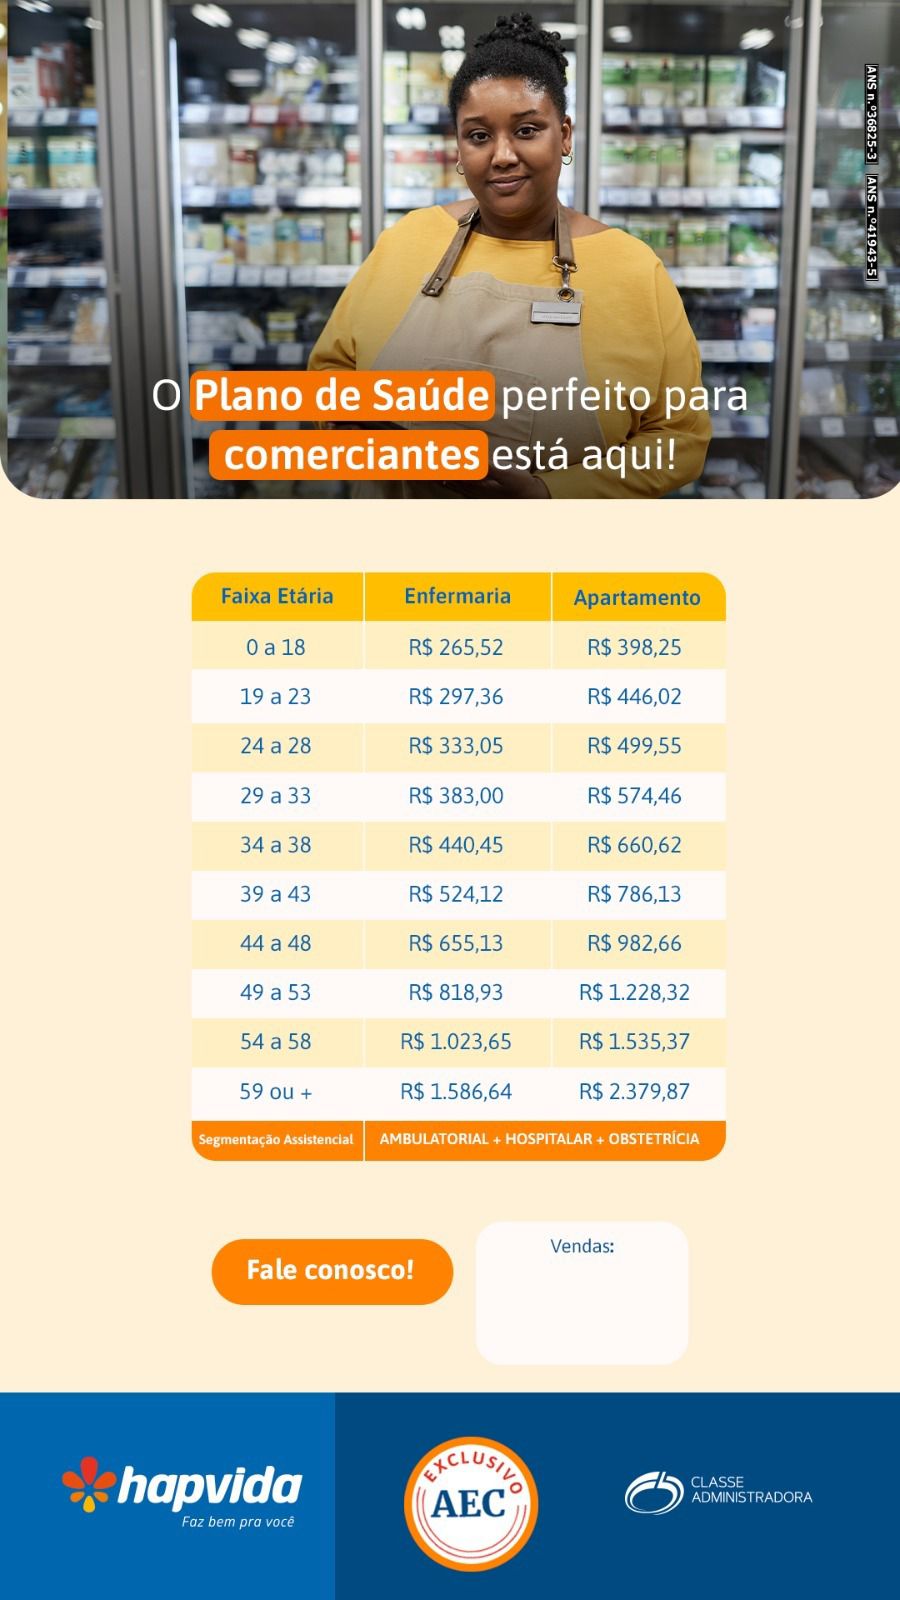 ANS n.º36825-3 ANS n.º41943-5
O Plano de Saúde perfeito para
comerciantes está aqui!
Faixa Etária Enfermaria Apartamento
0 a 18 R$ 265,52 R$ 398,25
19 a 23 R$ 297,36 R$ 446,02
24 a 28 R$ 333,05 R$ 499,55
29 a 33 R$ 383,00 R$ 574,46
34 a 38 R$ 440,45 R$ 660,62
39 a 43 R$ 524,12 R$ 786,13
44 a 48 R$ 655,13 R$ 982,66
49 a 53 R$ 818,93 R$ 1.228,32
54 a 58 R$ 1.023,65 R$ 1.535,37
59 ou + R$ 1.586,64 R$ 2.379,87
Segmentação Assistencial AMBULATORIAL + HOSPITALAR + OBSTETRÍCIA
Fale conosco!
Vendas:
hapvida
Faz bem pra você
EXCLUSIVO
AEC
CLASSE
ADMINISTRADORA